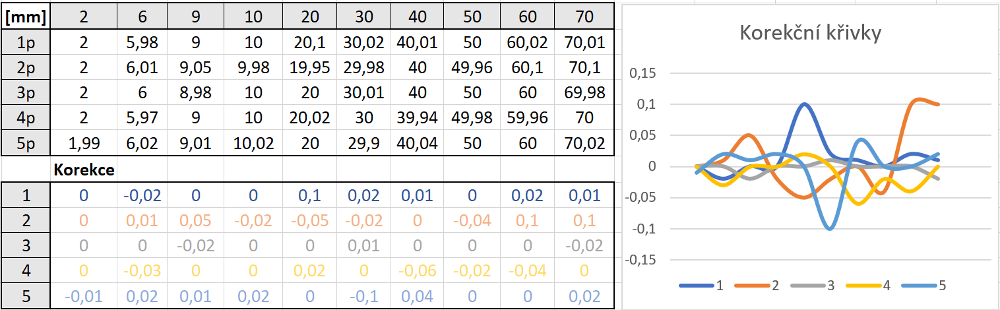 [mm] 2 6 9 10 20 30 40 50 60 70
1p 2 5,98 9 10 20,1 30,02 40,01 50 60,02 70,01
2p 2 6,01 9,05 9,98 19,95 29,98 40 49,96 60,1 70,1
3p 2 6 8,98 10 20 30,01 40 50 60 69,98
4p 2 5,97 9 10 20,02 30 39,94 49,98 59,96 70
5p 1,99 6,02 9,01 10,02 20 29,9 40,04 50 60 70,02
Korekce
1 0 -0,02 0 0 0,1 0,02 0,01 0 0,02 0,01
2 0 0,01 0,05 -0,02 -0,05 -0,02 0 -0,04 0,1 0,1
3 0 0 -0,02 0 0 0,01 0 0 0 -0,02
4 0 -0,03 0 0 0,02 0 -0,06 -0,02 -0,04 0
5 -0,01 0,02 0,01 0,02 0 -0,1 0,04 0 0 0,02
Korekční křivky
0,15
0,1
0,05
0
-0,05
-0,1
-0,15
1 2 3 4 5